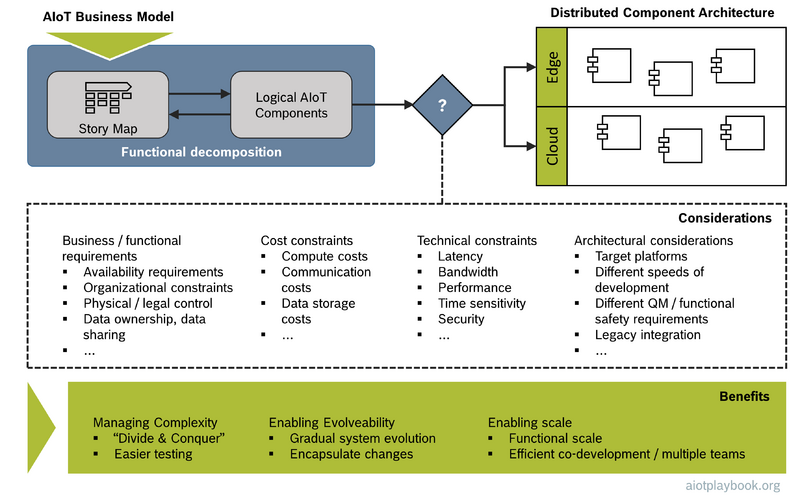 AIoT Business Model
Distributed Component Architecture
Story Map
Logical AIoT
Components
Functional decomposition
?
Edge
Cloud
Considerations
Business / functional
requirements
▪ Availability requirements
▪ Organizational constraints
▪ Physical / legal control
▪ Data ownership, data
sharing
▪ ...
Cost constraints
▪ Compute costs
▪ Communication
costs
▪ Data storage
costs
▪ ...
Technical constraints
▪ Latency
▪ Bandwidth
▪ Performance
▪ Time sensitivity
▪ Security
▪ ...
Architectural considerations
▪ Target platforms
▪ Different speeds of
development
▪ Different QM / functional
safety requirements
▪ Legacy integration
▪ ...
Benefits
Managing Complexity
▪ “Divide & Conquer”
▪ Easier testing
Enabling Evolveability
▪ Gradual system evolution
▪ Encapsulate changes
Enabling scale
▪ Functional scale
▪ Efficient co-development / multiple teams
aiotplaybook.org